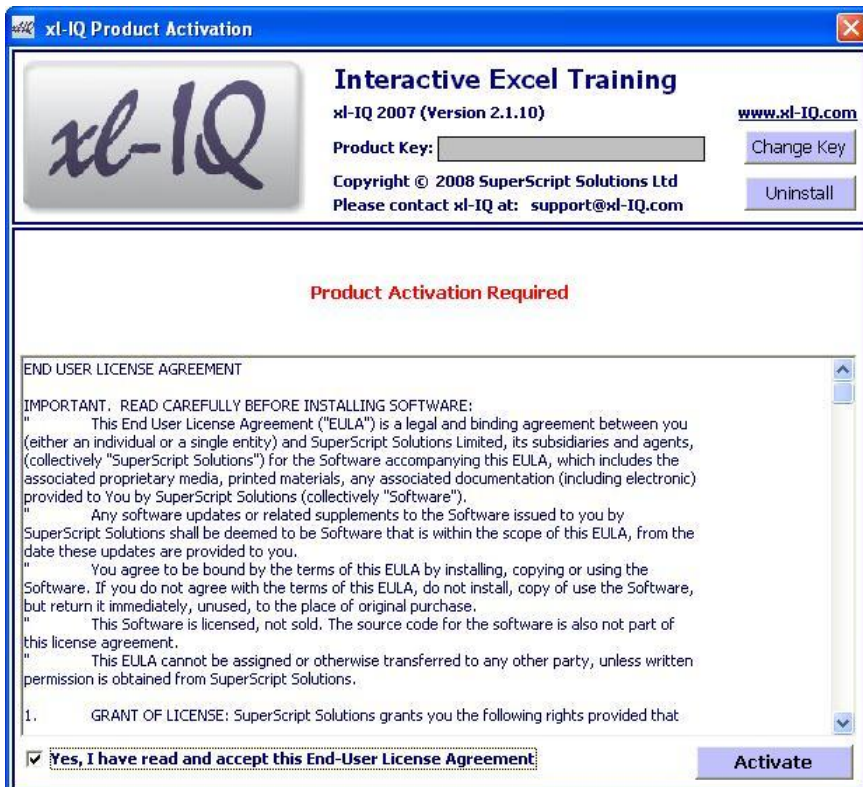 xl-IQ Product Activation
xl-IQ
Interactive Excel Training
xl-IQ 2007 (Version 2.1.10)
www.xl-IQ.com
Product Key:
Change Key
Copyright © 2008 SuperScript Solutions Ltd
Please contact xl-IQ at: support@xl-IQ.com
Uninstall
Product Activation Required
END USER LICENSE AGREEMENT
IMPORTANT. READ CAREFULLY BEFORE INSTALLING SOFTWARE:
" This End User License Agreement ("EULA") is a legal and binding agreement between you
(either an individual or a single entity) and SuperScript Solutions Limited, its subsidiaries and agents,
(collectively "SuperScript Solutions") for the Software accompanying this EULA, which includes the
associated proprietary media, printed materials, any associated documentation (including electronic)
provided to You by SuperScript Solutions (collectively "Software").
" Any software updates or related supplements to the Software issued to you by
SuperScript Solutions shall be deemed to be Software that is within the scope of this EULA, from the
date these updates are provided to you.
" You agree to be bound by the terms of this EULA by installing, copying or using the
Software. If you do not agree with the terms of this EULA, do not install, copy of use the Software,
but return it immediately, unused, to the place of original purchase.
" This Software is licensed, not sold. The source code for the software is also not part of
this license agreement.
" This EULA cannot be assigned or otherwise transferred to any other party, unless written
permission is obtained from SuperScript Solutions.
1. GRANT OF LICENSE: SuperScript Solutions grants you the following rights provided that
Yes, I have read and accept this End-User License Agreement
Activate